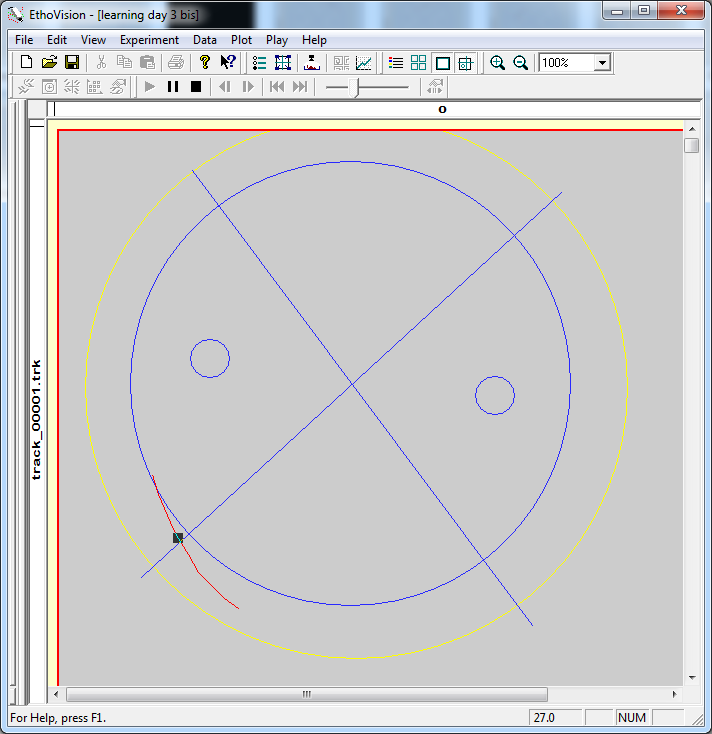 EthoVision - [learning day 3 bis]
File Edit View Experiment Data Plot Play Help
100%
0
track_00001.trk
For Help, press F1.
27.0
NUM